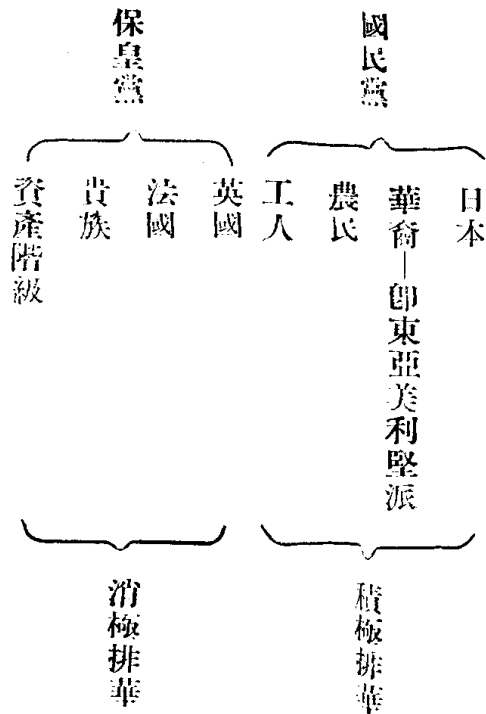 國民黨
日本
華裔—卽東亞美利堅派
農民
工人
積極排華
保皇黨
英國
法國
貴族
資產階級
消極排華